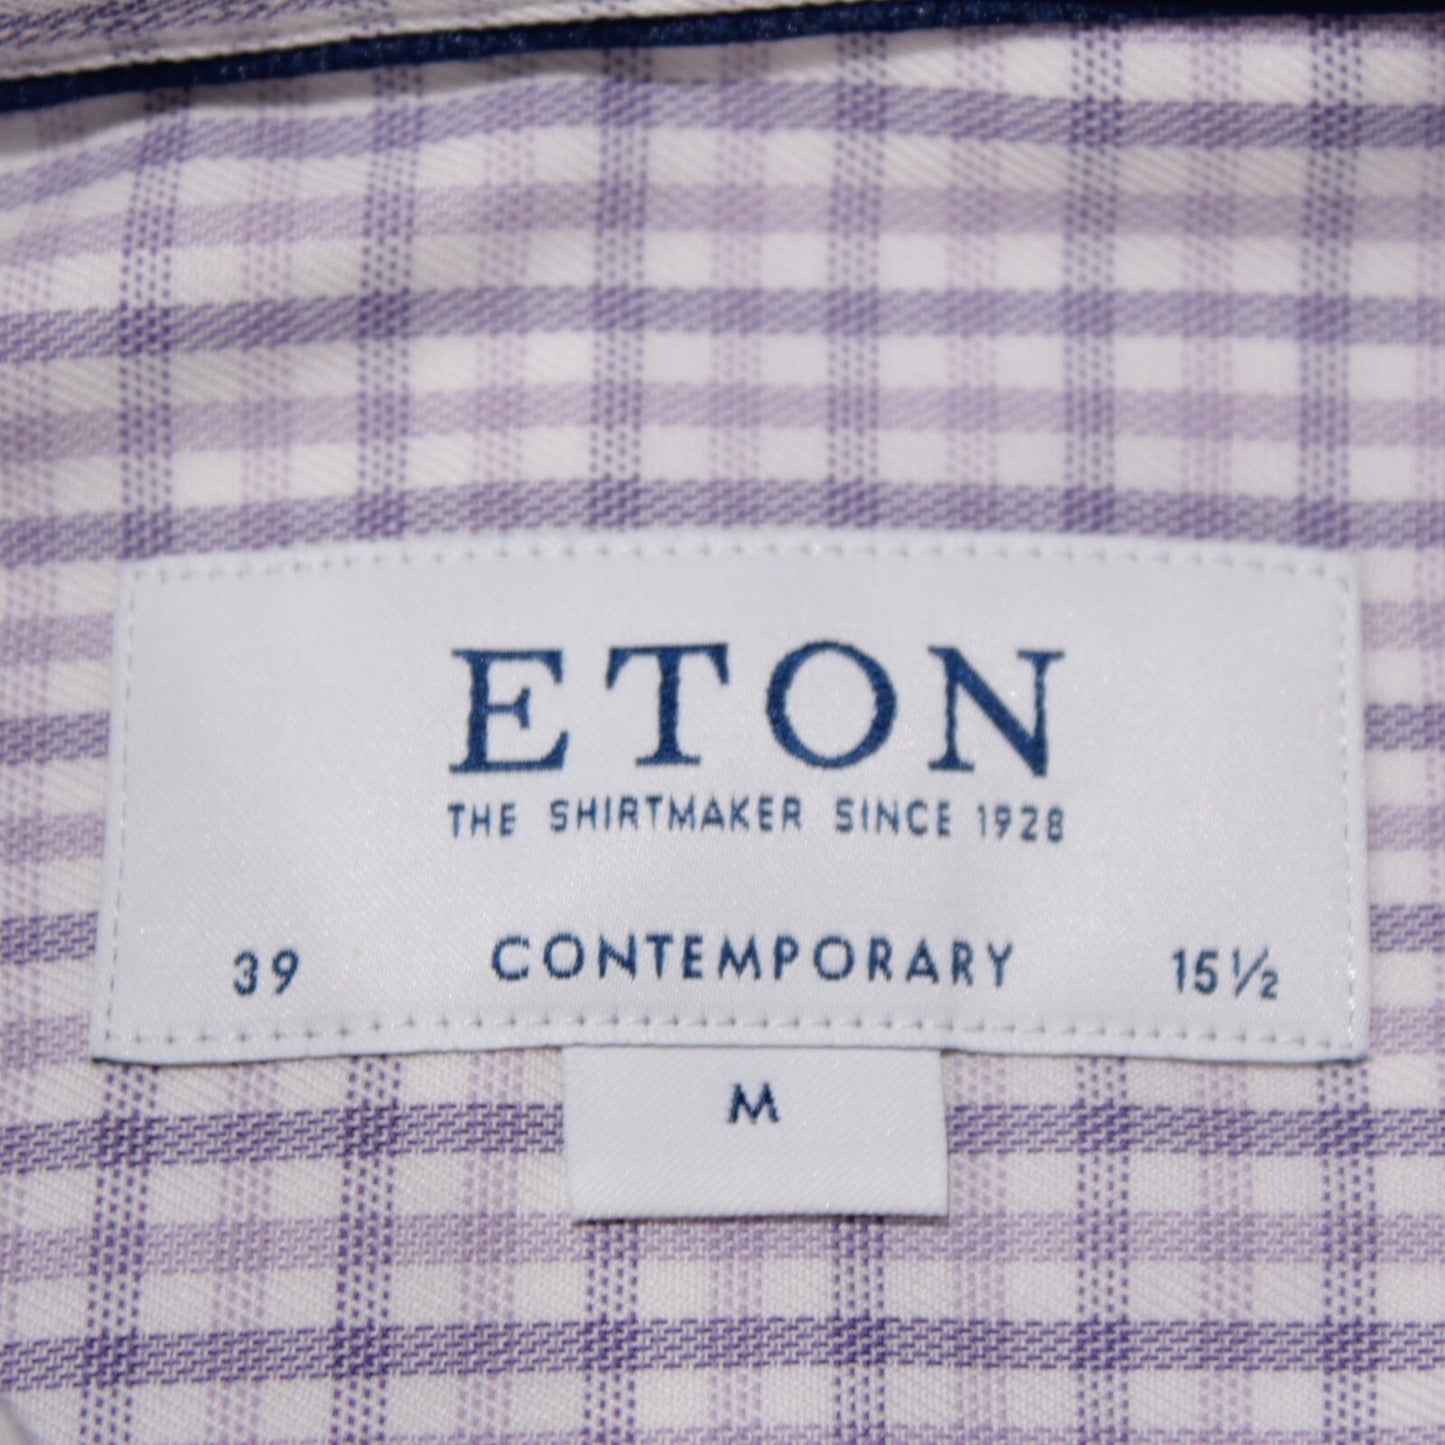 ETON
THE SHIRTMAKER SINCE 1928
39 CONTEMPORARY 15½
M